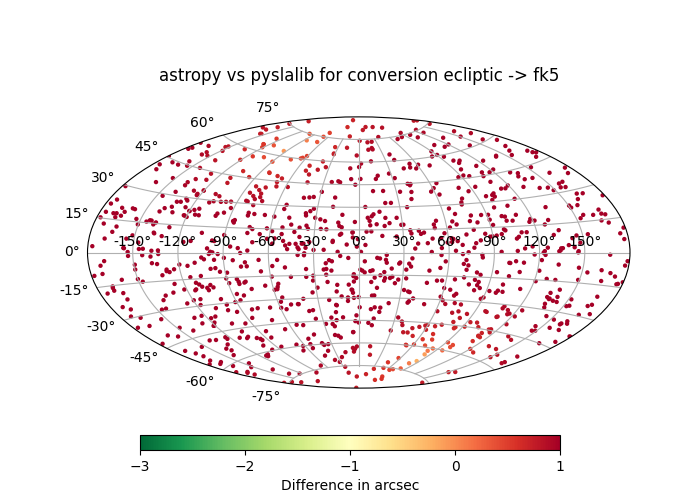 astropy vs pyslalib for conversion ecliptic -> fk5
75°
60°
45°
30°
15°
0°
-150° -120° -90° -60° -30° 0° 30° 60° 90° 120° 150°
-15°
-30°
-45°
-60°
-75°
−3 −2 −1 0 1
Difference in arcsec